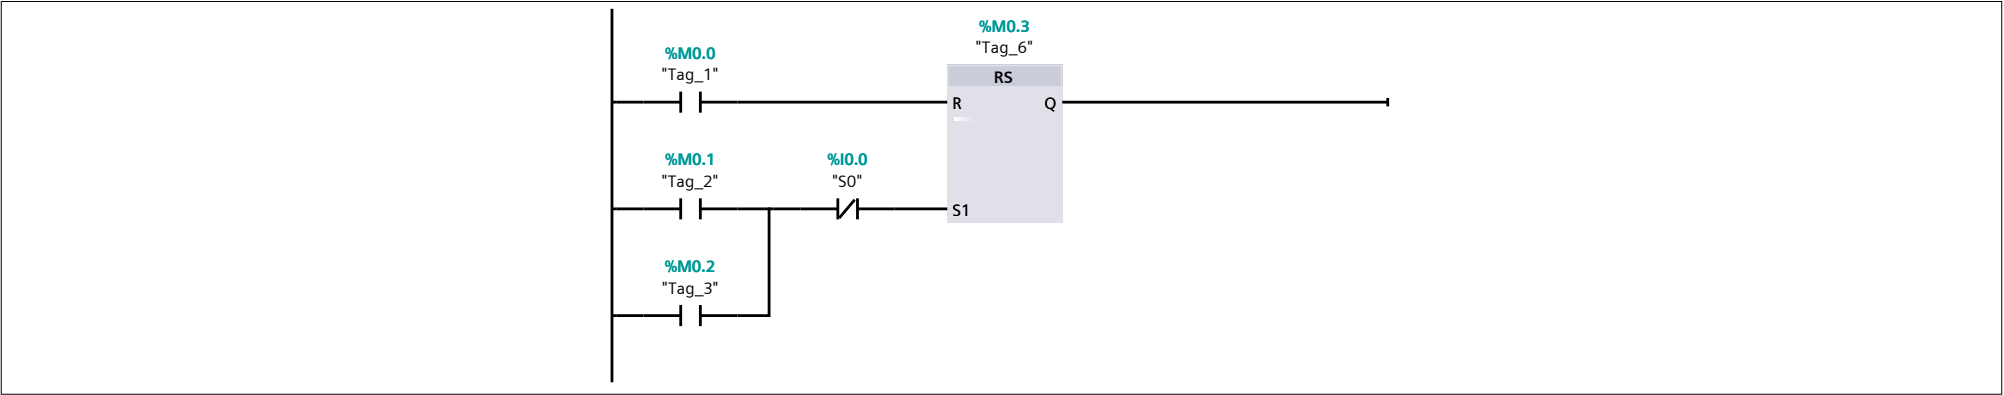 %M0.3
"Tag_6"
%M0.0
"Tag_1"
RS
R
Q
%M0.1
"Tag_2"
%I0.0
"S0"
S1
%M0.2
"Tag_3"